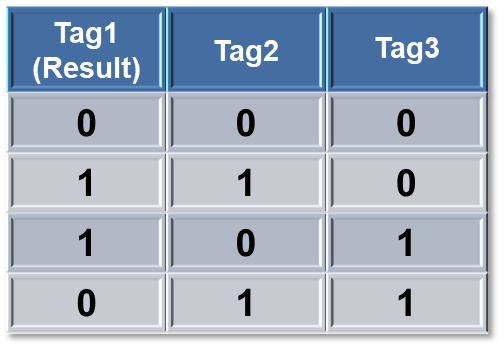 Tag1
(Result)
Tag2
Tag3
0 0 0
1 1 0
1 0 1
0 1 1